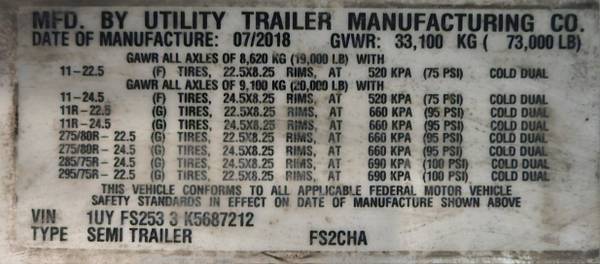 MFD. BY UTILITY TRAILER MANUFACTURING CO.
DATE OF MANUFACTURE: 07/2018 GVWR: 33,100 KG ( 73,000 LB)
GAWR ALL AXLES OF 8,620 KG (19,000 LB) WITH
11-22.5 (F) TIRES, 22.5X8.25 RIMS, AT 520 KPA (75 PSI) COLD DUAL
GAWR ALL AXLES OF 9,100 KG (20,000 LB) WITH
11-24.5 (F) TIRES, 24.5X8.25 RIMS, AT 520 KPA (75 PSI) COLD DUAL
11R-22.5 (G) TIRES, 22.5X8.25 RIMS, AT 660 KPA (95 PSI) COLD DUAL
11R-24.5 (G) TIRES, 24.5X8.25 RIMS, AT 660 KPA (95 PSI) COLD DUAL
275/80R- 22.5 (G) TIRES, 22.5X8.25 RIMS, AT 660 KPA (95 PSI) COLD DUAL
275/80R- 24.5 (G) TIRES, 24.5X8.25 RIMS, AT 660 KPA (95 PSI) COLD DUAL
285/75R- 24.5 (G) TIRES, 24.5X8.25 RIMS, AT 690 KPA (100 PSI) COLD DUAL
295/75R- 22.5 (G) TIRES, 22.5X8.25 RIMS, AT 690 KPA (100 PSI) COLD DUAL
THIS VEHICLE CONFORMS TO ALL APPLICABLE FEDERAL MOTOR VEHICLE
SAFETY STANDARDS IN EFFECT ON DATE OF MANUFACTURE SHOWN ABOVE
VIN 1UY FS253 3 K5687212
TYPE SEMI TRAILER FS2CHA